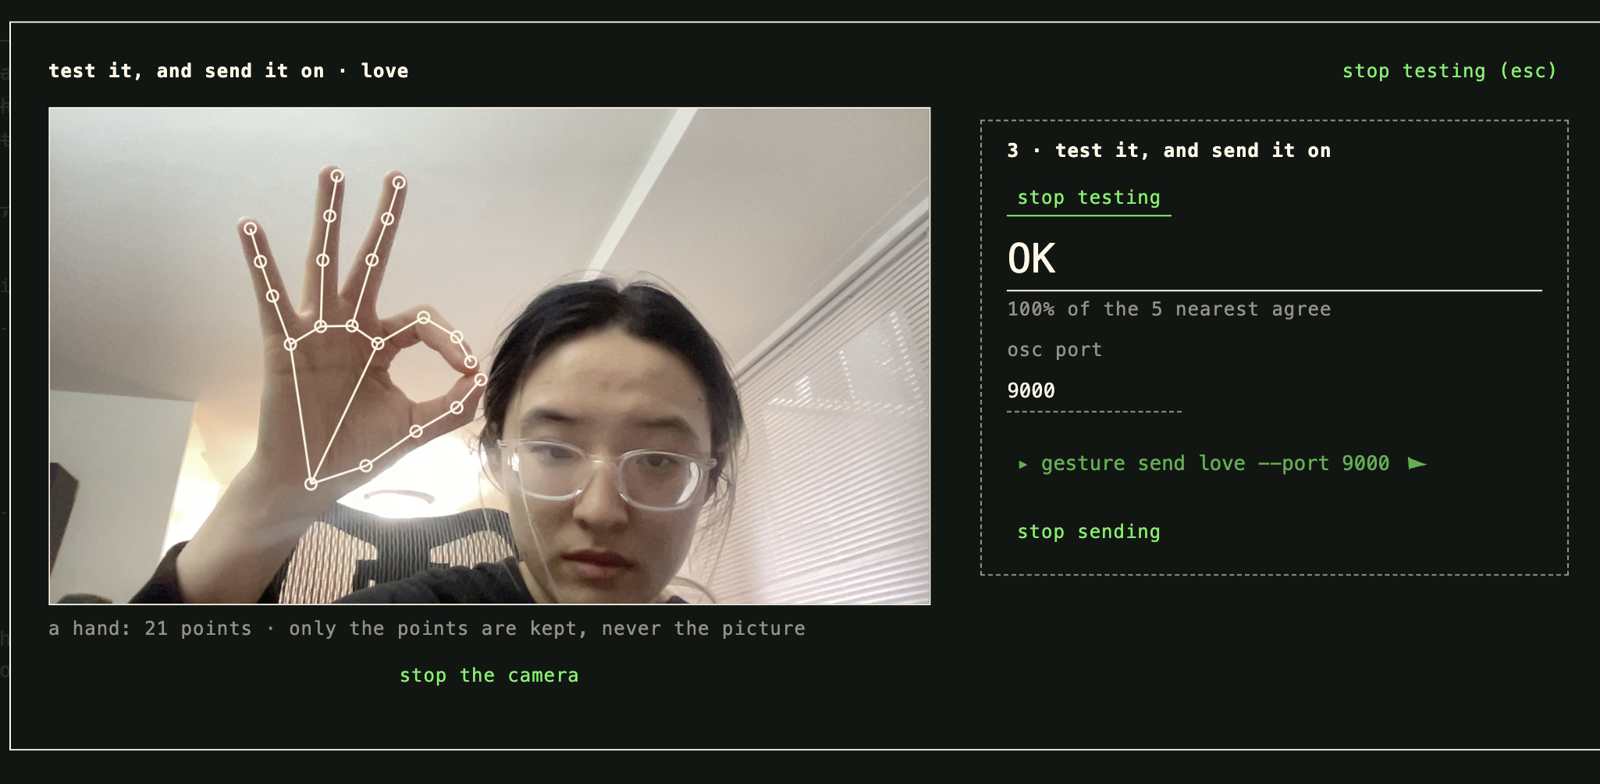 test it, and send it on · love
stop testing (esc)
3 · test it, and send it on
stop testing
OK
100% of the 5 nearest agree
osc port
9000
▸ gesture send love --port 9000 ►
stop sending
a hand: 21 points · only the points are kept, never the picture
stop the camera